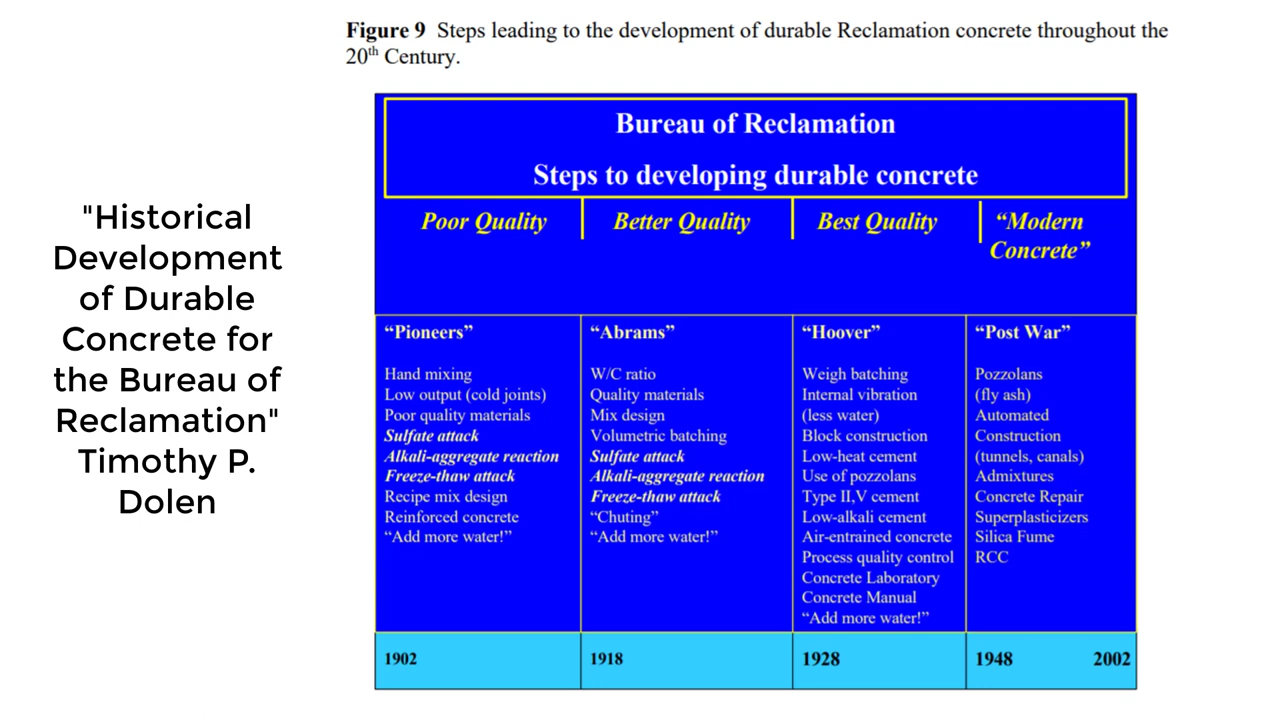 Figure 9 Steps leading to the development of durable Reclamation concrete throughout the
20th Century.
"Historical
Development
of Durable
Concrete for
the Bureau of
Reclamation"
Timothy P.
Dolen
Bureau of Reclamation
Steps to developing durable concrete
Poor Quality
Better Quality
Best Quality
“Modern
Concrete”
“Pioneers”
Hand mixing
Low output (cold joints)
Poor quality materials
Sulfate attack
Alkali-aggregate reaction
Freeze-thaw attack
Recipe mix design
Reinforced concrete
“Add more water!”
“Abrams”
W/C ratio
Quality materials
Mix design
Volumetric batching
Sulfate attack
Alkali-aggregate reaction
Freeze-thaw attack
“Chuting”
“Add more water!”
“Hoover”
Weigh batching
Internal vibration
(less water)
Block construction
Low-heat cement
Use of pozzolans
Type II,V cement
Low-alkali cement
Air-entrained concrete
Process quality control
Concrete Laboratory
Concrete Manual
“Add more water!”
“Post War”
Pozzolans
(fly ash)
Automated
Construction
(tunnels, canals)
Admixtures
Concrete Repair
Superplasticizers
Silica Fume
RCC
1902
1918
1928
1948 2002